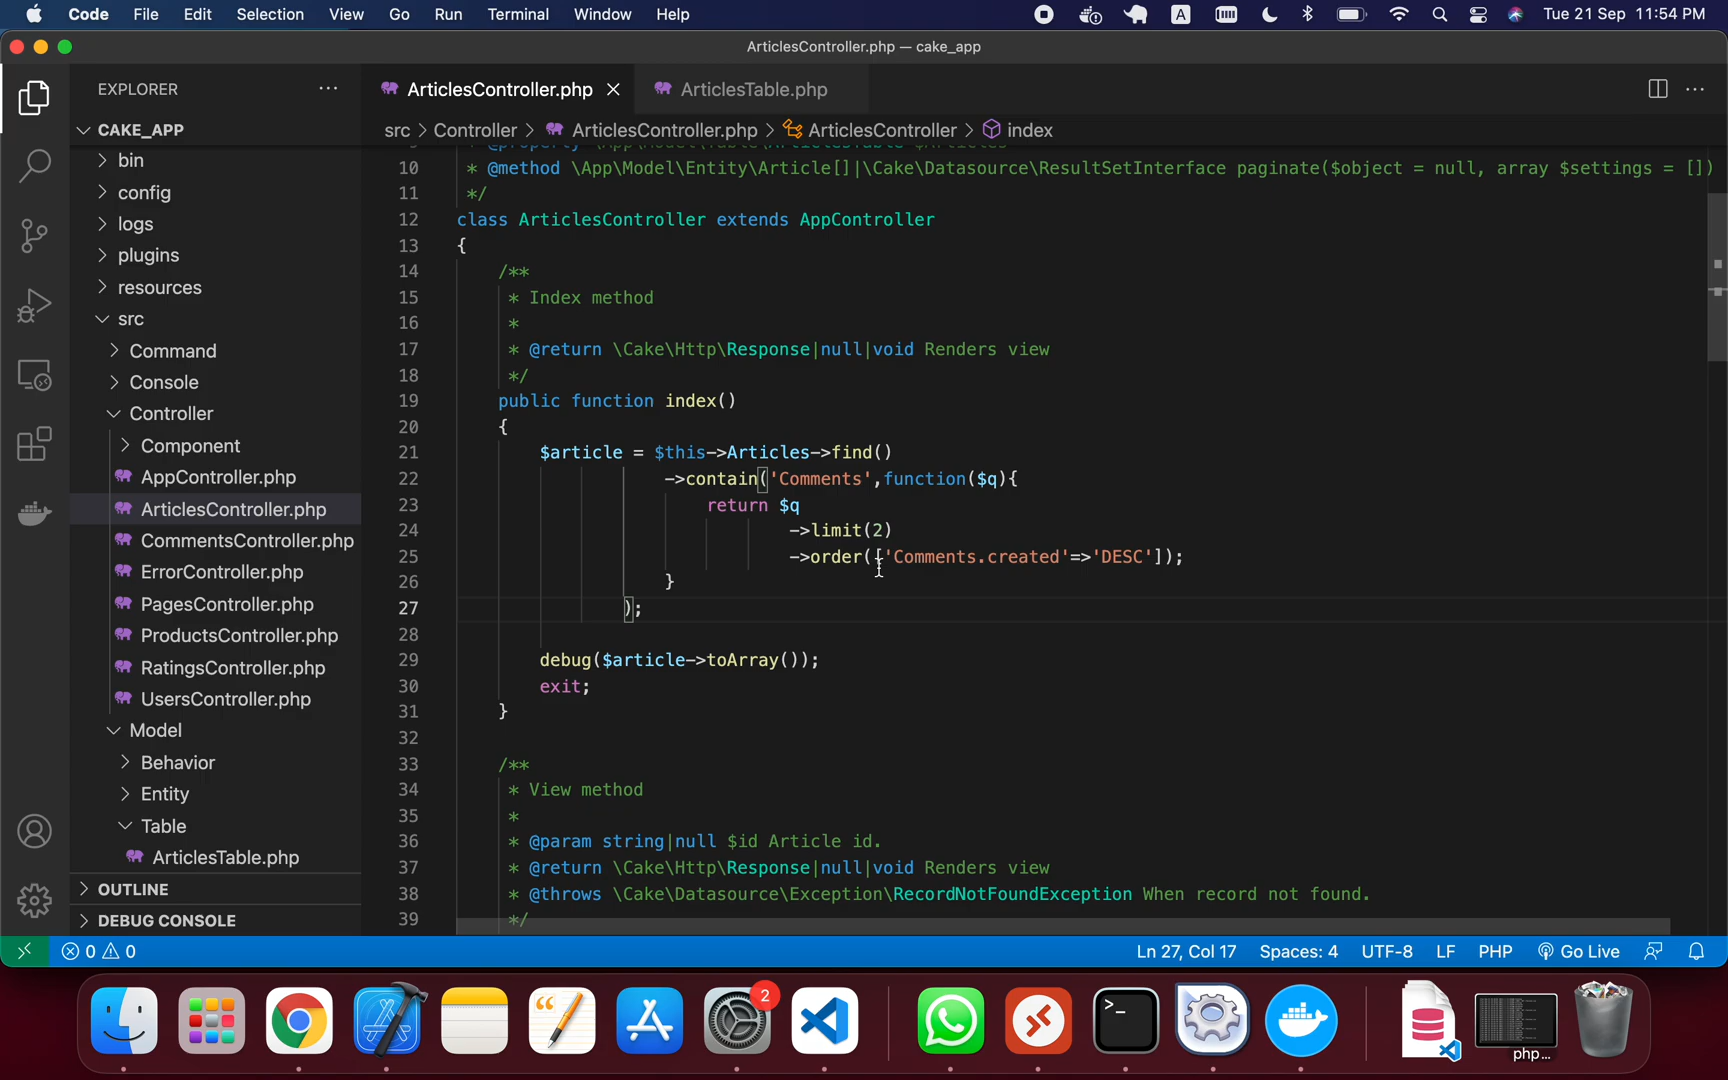 Code File Edit Selection View Go Run Terminal Window Help A Tue 21 Sep 11:54 PM
ArticlesController.php — cake_app
EXPLORER ···
ArticlesController.php
ArticlesTable.php
src > Controller > ArticlesController.php > ArticlesController > index
CAKE_APP
bin
config
logs
plugins
resources
src
Command
Console
Controller
Component
AppController.php
ArticlesController.php
CommentsController.php
ErrorController.php
PagesController.php
ProductsController.php
RatingsController.php
UsersController.php
Model
Behavior
Entity
Table
ArticlesTable.php
OUTLINE
DEBUG CONSOLE
10 * @method \App\Model\Entity\Article[]|\Cake\Datasource\ResultSetInterface paginate($object = null, array $settings = [])
11 */
12 class ArticlesController extends AppController
13 {
14 /**
15 * Index method
16 *
17 * @return \Cake\Http\Response|null|void Renders view
18 */
19 public function index()
20 {
21 $article = $this->Articles->find()
22 ->contain('Comments',function($q){
23 return $q
24 ->limit(2)
25 ->order(['Comments.created'=>'DESC']);
26 }
27 );
28
29 debug($article->toArray());
30 exit;
31 }
32
33 /**
34 * View method
35 *
36 * @param string|null $id Article id.
37 * @return \Cake\Http\Response|null|void Renders view
38 * @throws \Cake\Datasource\Exception\RecordNotFoundException When record not found.
39 */
0 0 Ln 27, Col 17 Spaces: 4 UTF-8 LF PHP Go Live
2
>_
php...